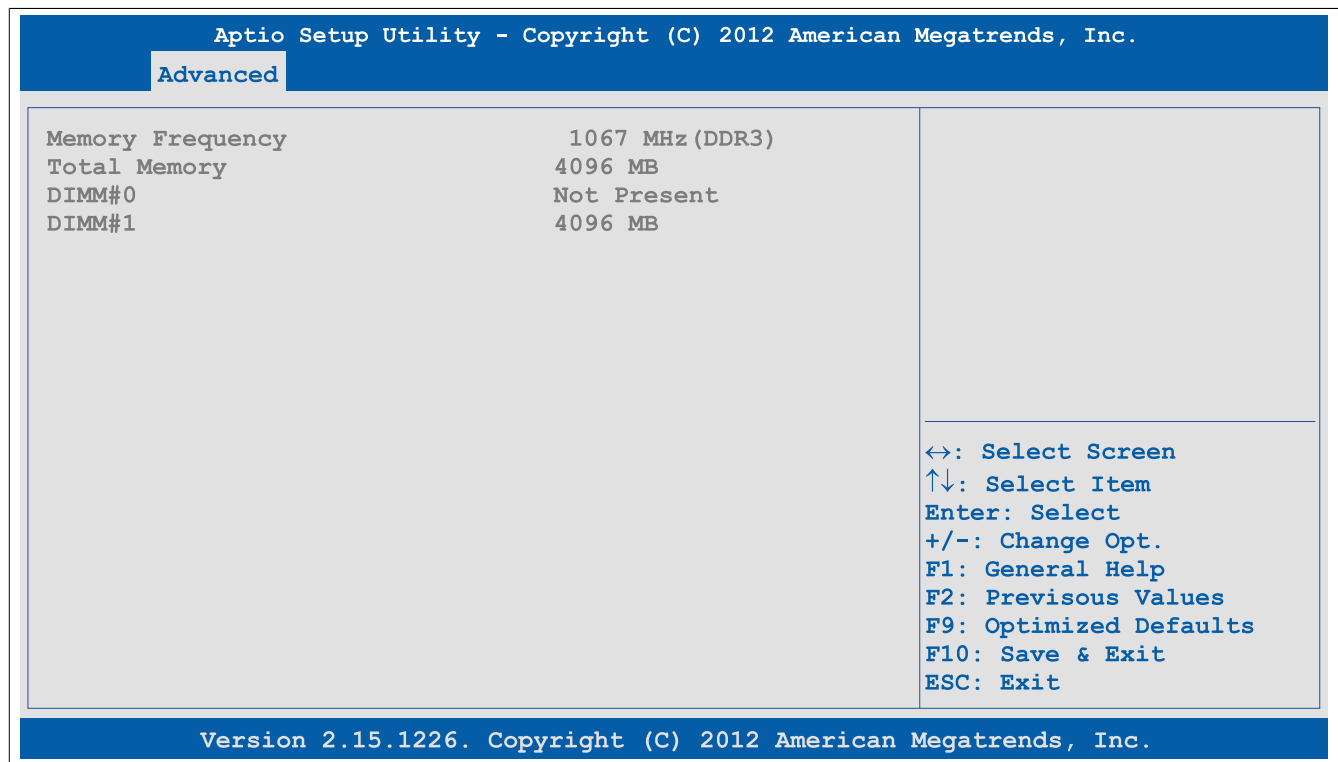 Aptio Setup Utility - Copyright (C) 2012 American Megatrends, Inc.
Advanced
Memory Frequency 1067 MHz(DDR3)
Total Memory 4096 MB
DIMM#0 Not Present
DIMM#1 4096 MB
↔: Select Screen
↑↓: Select Item
Enter: Select
+/-: Change Opt.
F1: General Help
F2: Previsous Values
F9: Optimized Defaults
F10: Save & Exit
ESC: Exit
Version 2.15.1226. Copyright (C) 2012 American Megatrends, Inc.